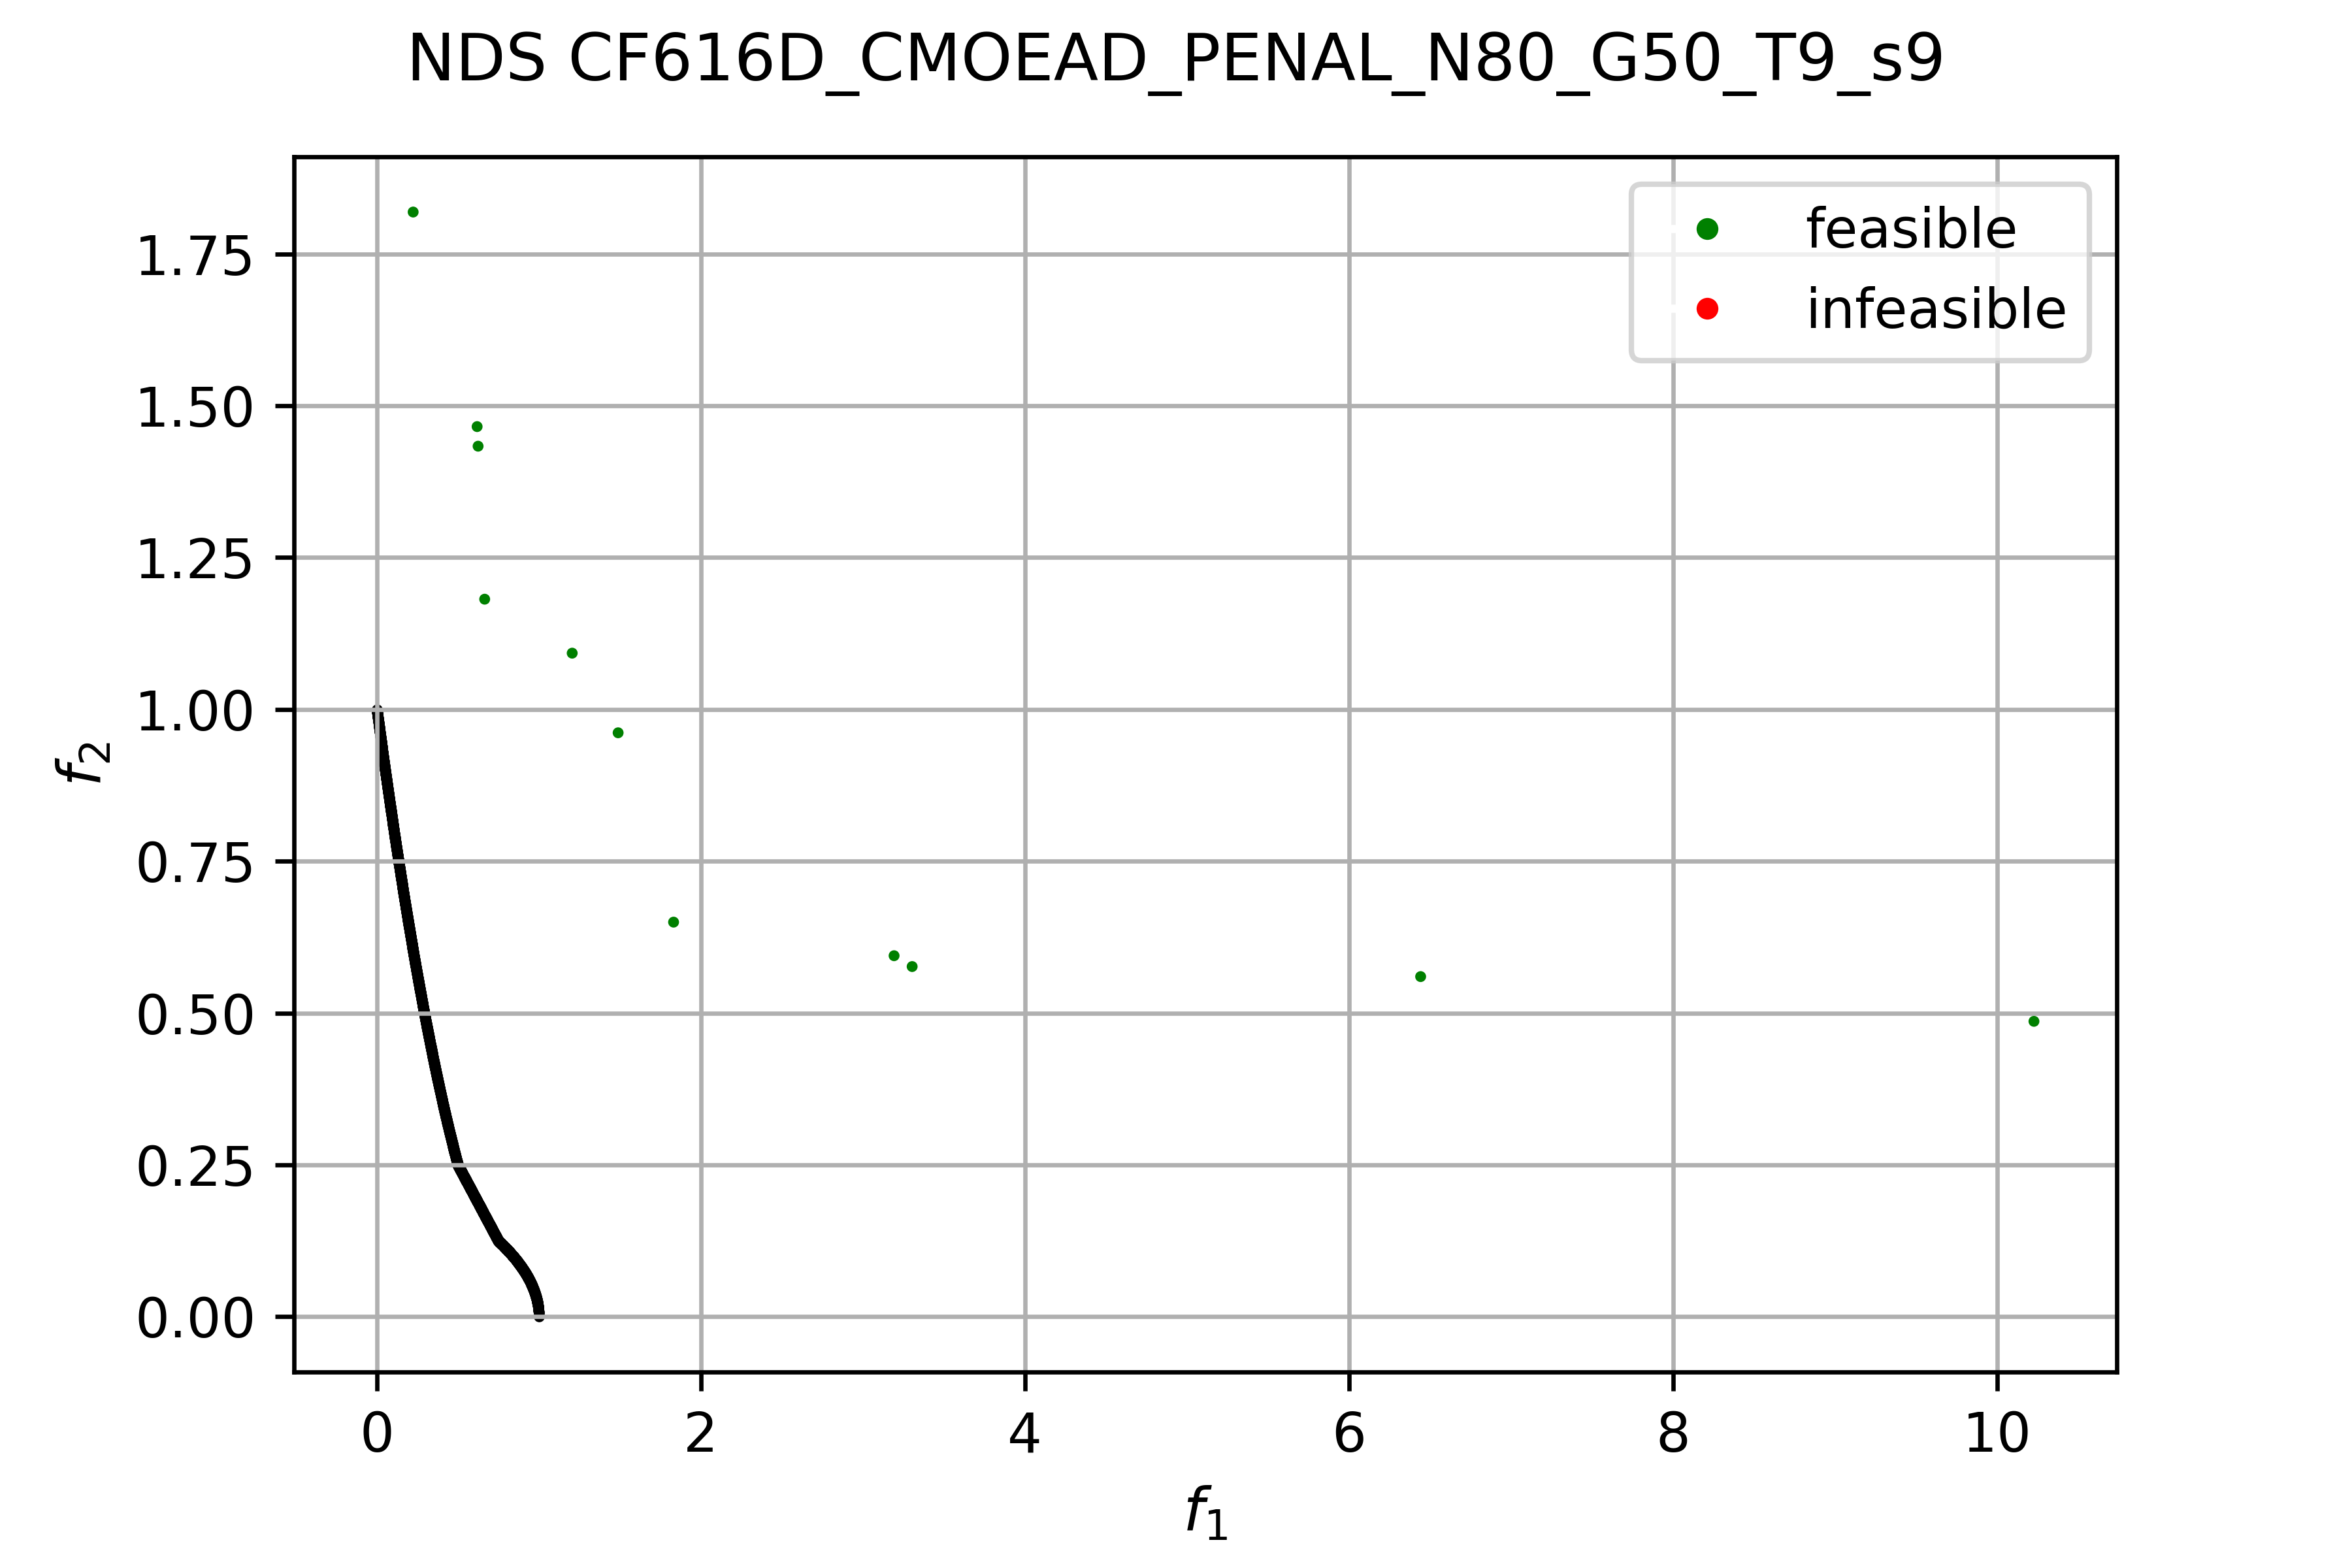 NDS CF616D_CMOEAD_PENAL_N80_G50_T9_s9
feasible
infeasible
1.75
1.50
1.25
1.00
0.75
0.50
0.25
0.00
f2
0 2 4 6 8 10
f1